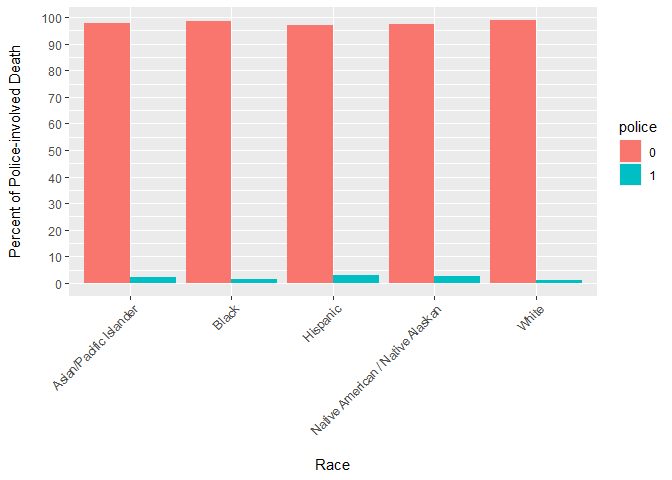 Percent of Police-involved Death
100
90
80
70
60
50
40
30
20
10
0
Asian/Pacific Islander
Black
Hispanic
Native American / Native Alaskan
White
Race
police
0
1